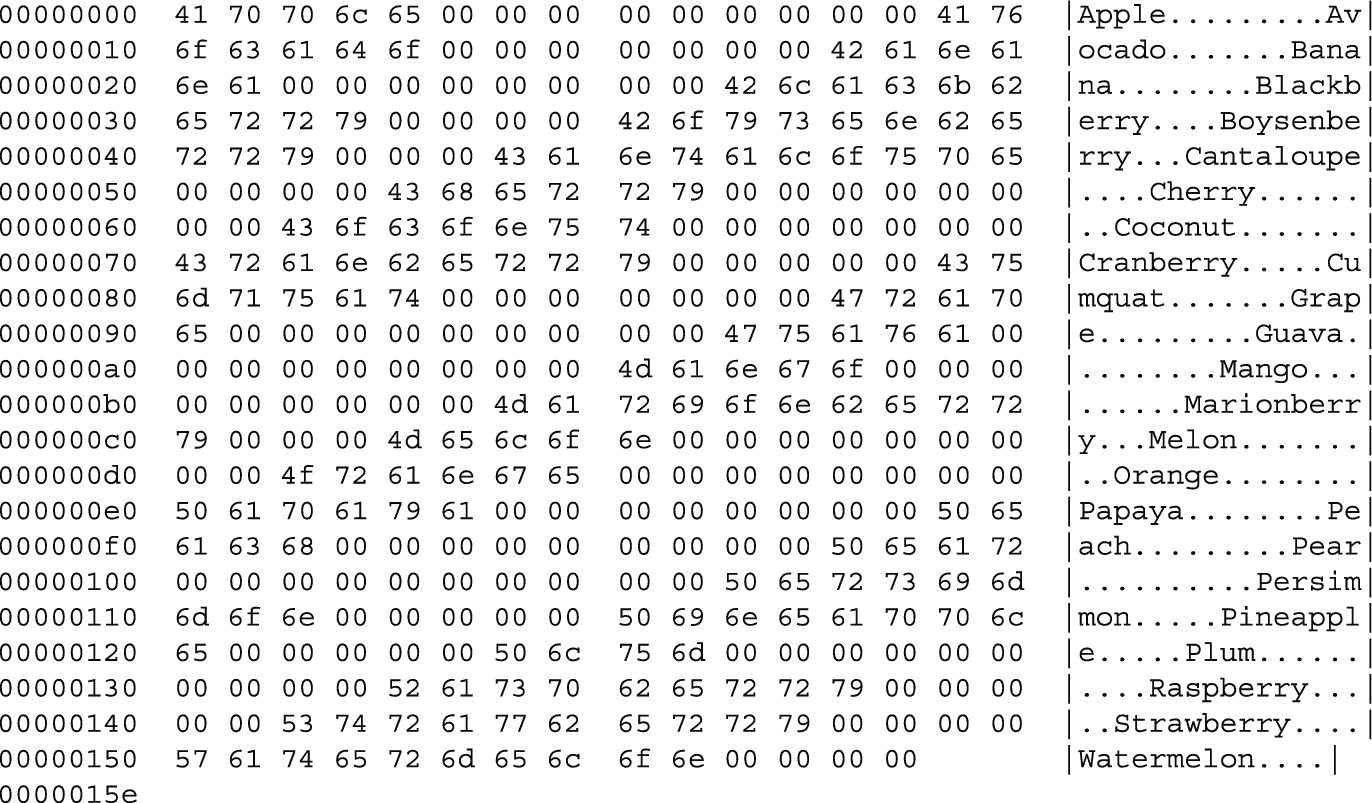 00000000  41 70 70 6c 65 00 00 00  00 00 00 00 00 00 41 76  |Apple.........Av|
00000010  6f 63 61 64 6f 00 00 00  00 00 00 00 42 61 6e 61  |ocado.......Bana|
00000020  6e 61 00 00 00 00 00 00  00 00 42 6c 61 63 6b 62  |na........Blackb|
00000030  65 72 72 79 00 00 00 00  42 6f 79 73 65 6e 62 65  |erry....Boysenbe|
00000040  72 72 79 00 00 00 43 61  6e 74 61 6c 6f 75 70 65  |rry...Cantaloupe|
00000050  00 00 00 00 43 68 65 72  72 79 00 00 00 00 00 00  |....Cherry......|
00000060  00 00 43 6f 63 6f 6e 75  74 00 00 00 00 00 00 00  |..Coconut.......|
00000070  43 72 61 6e 62 65 72 72  79 00 00 00 00 00 43 75  |Cranberry.....Cu|
00000080  6d 71 75 61 74 00 00 00  00 00 00 00 47 72 61 70  |mquat.......Grap|
00000090  65 00 00 00 00 00 00 00  00 00 47 75 61 76 61 00  |e.........Guava.|
000000a0  00 00 00 00 00 00 00 00  4d 61 6e 67 6f 00 00 00  |........Mango...|
000000b0  00 00 00 00 00 00 4d 61  72 69 6f 6e 62 65 72 72  |......Marionberr|
000000c0  79 00 00 00 4d 65 6c 6f  6e 00 00 00 00 00 00 00  |y...Melon.......|
000000d0  00 00 4f 72 61 6e 67 65  00 00 00 00 00 00 00 00  |..Orange........|
000000e0  50 61 70 61 79 61 00 00  00 00 00 00 00 00 50 65  |Papaya........Pe|
000000f0  61 63 68 00 00 00 00 00  00 00 00 00 50 65 61 72  |ach.........Pear|
00000100  00 00 00 00 00 00 00 00  00 00 50 65 72 73 69 6d  |..........Persim|
00000110  6d 6f 6e 00 00 00 00 00  50 69 6e 65 61 70 70 6c  |mon.....Pineappl|
00000120  65 00 00 00 00 00 50 6c  75 6d 00 00 00 00 00 00  |e.....Plum......|
00000130  00 00 00 00 52 61 73 70  62 65 72 72 79 00 00 00  |....Raspberry...|
00000140  00 00 53 74 72 61 77 62  65 72 72 79 00 00 00 00  |..Strawberry....|
00000150  57 61 74 65 72 6d 65 6c  6f 6e 00 00 00 00  |Watermelon....|
0000015e